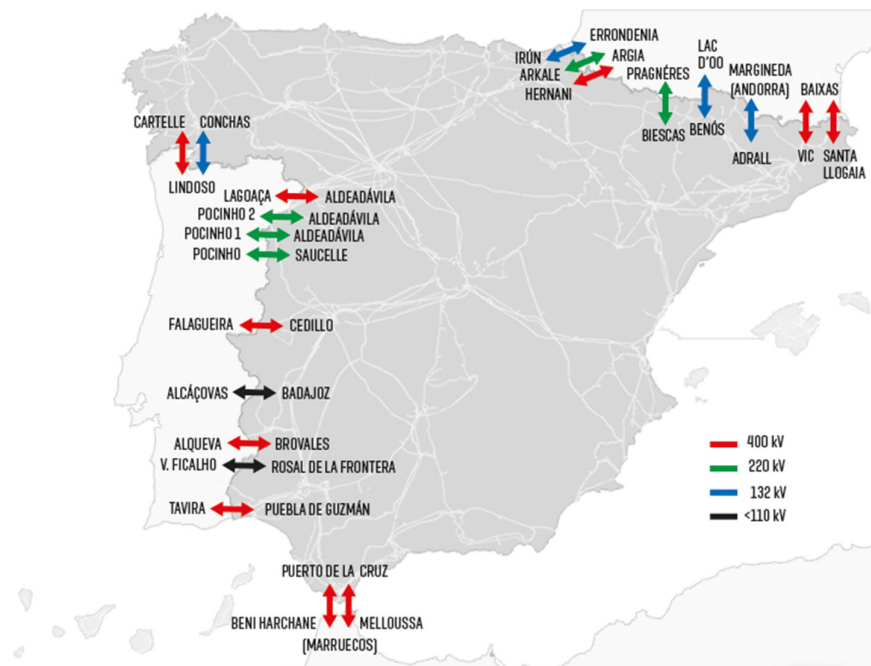 ERRONDENIA
IRÚN
ARGIA
ARKALE
HERNANI
PRAGNÉRES
BIESCAS
LAC
D'OO
BENÓS
MARGINEDA
(ANDORRA)
ADRALL
BAIXAS
VIC
SANTA
LLOGAIA
CARTELLE
CONCHAS
LINDOSO
LAGOAÇA
ALDEADÁVILA
POCINHO 2
ALDEADÁVILA
POCINHO 1
ALDEADÁVILA
POCINHO
SAUCELLE
FALAGUEIRA
CEDILLO
ALCÁÇOVAS
BADAJOZ
ALQUEVA
BROVALES
V. FICALHO
ROSAL DE LA FRONTERA
TAVIRA
PUEBLA DE GUZMÁN
400 kV
220 kV
132 kV
<110 kV
PUERTO DE LA CRUZ
BENI HARCHANE
MELLOUSSA
(MARRUECOS)